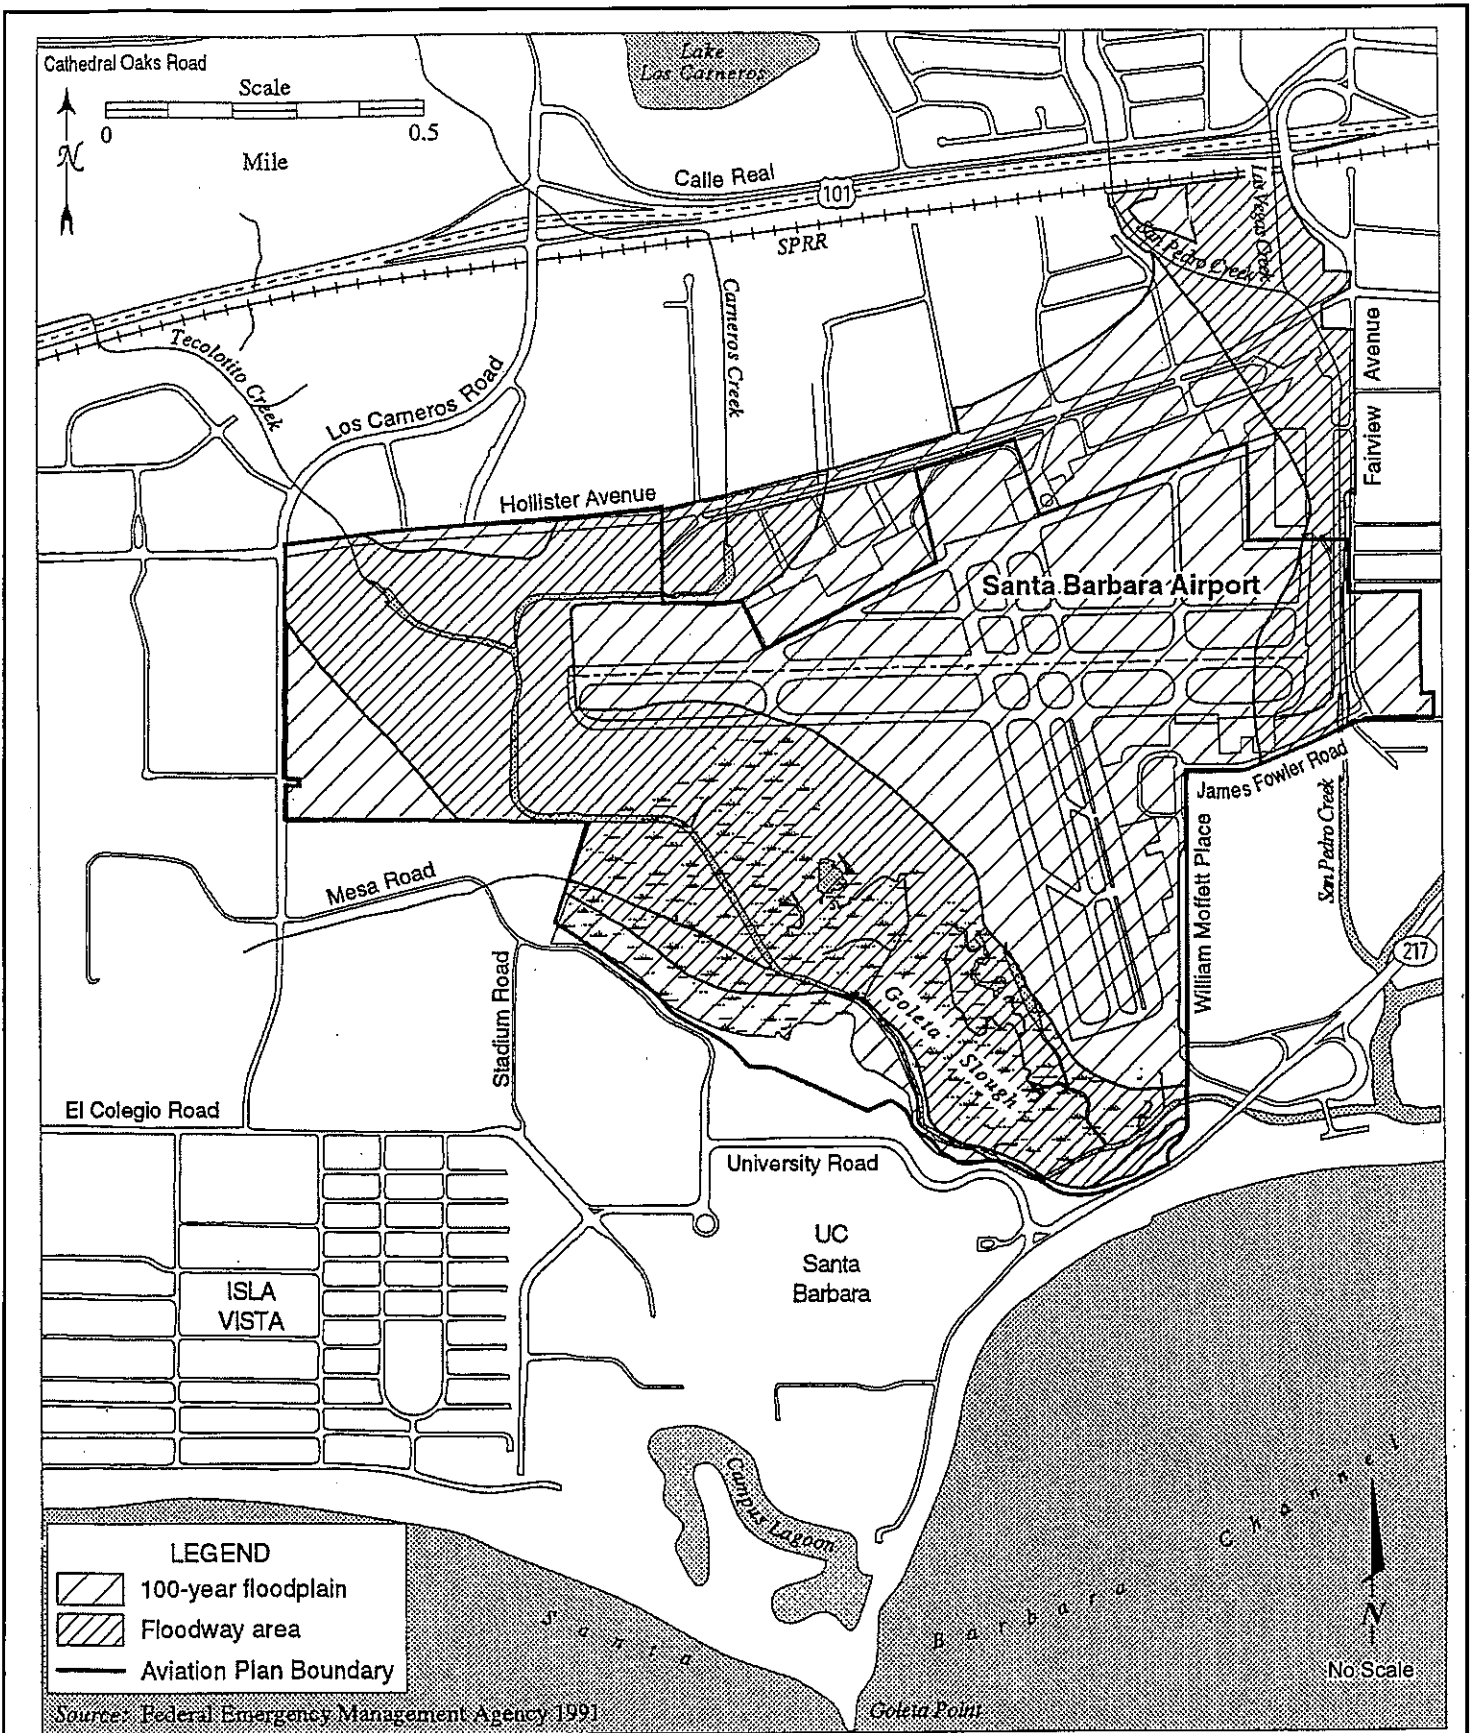 Cathedral Oaks Road
Lake
Los Carneros
Scale
0
0.5
Mile
N
Calle Real
101
SPRR
Las Vegas Creek
San Pedro Creek
Carneros Creek
Tecolotito Creek
Los Carneros Road
Fairview Avenue
Hollister Avenue
Santa Barbara Airport
James Fowler Road
San Pedro Creek
William Moffett Place
Mesa Road
217
Stadium Road
Goleta Slough
El Colegio Road
University Road
UC
Santa
Barbara
ISLA
VISTA
Campus Lagoon
Santa Barbara Channel
LEGEND
100-year floodplain
Floodway area
Aviation Plan Boundary
N
No Scale
Source: Federal Emergency Management Agency 1991
Goleta Point